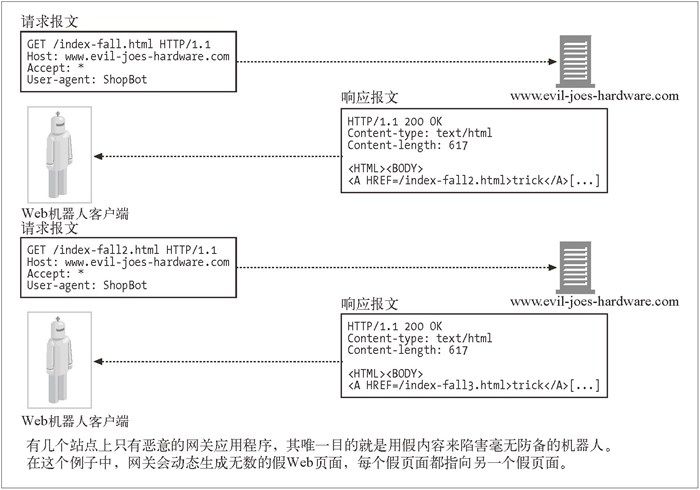 请求报文
GET /index-fall.html HTTP/1.1
Host: www.evil-joes-hardware.com
Accept: *
User-agent: ShopBot
www.evil-joes-hardware.com
响应报文
HTTP/1.1 200 OK
Content-type: text/html
Content-length: 617
<HTML><BODY>
<A HREF=/index-fall2.html>trick</A>[...]
Web机器人客户端
请求报文
GET /index-fall2.html HTTP/1.1
Host: www.evil-joes-hardware.com
Accept: *
User-agent: ShopBot
www.evil-joes-hardware.com
响应报文
HTTP/1.1 200 OK
Content-type: text/html
Content-length: 617
<HTML><BODY>
<A HREF=/index-fall3.html>trick</A>[...]
Web机器人客户端
有几个站点上只有恶意的网关应用程序，其唯一目的就是用假内容来陷害毫无防备的机器人。
在这个例子中，网关会动态生成无数的假Web页面，每个假页面都指向另一个假页面。